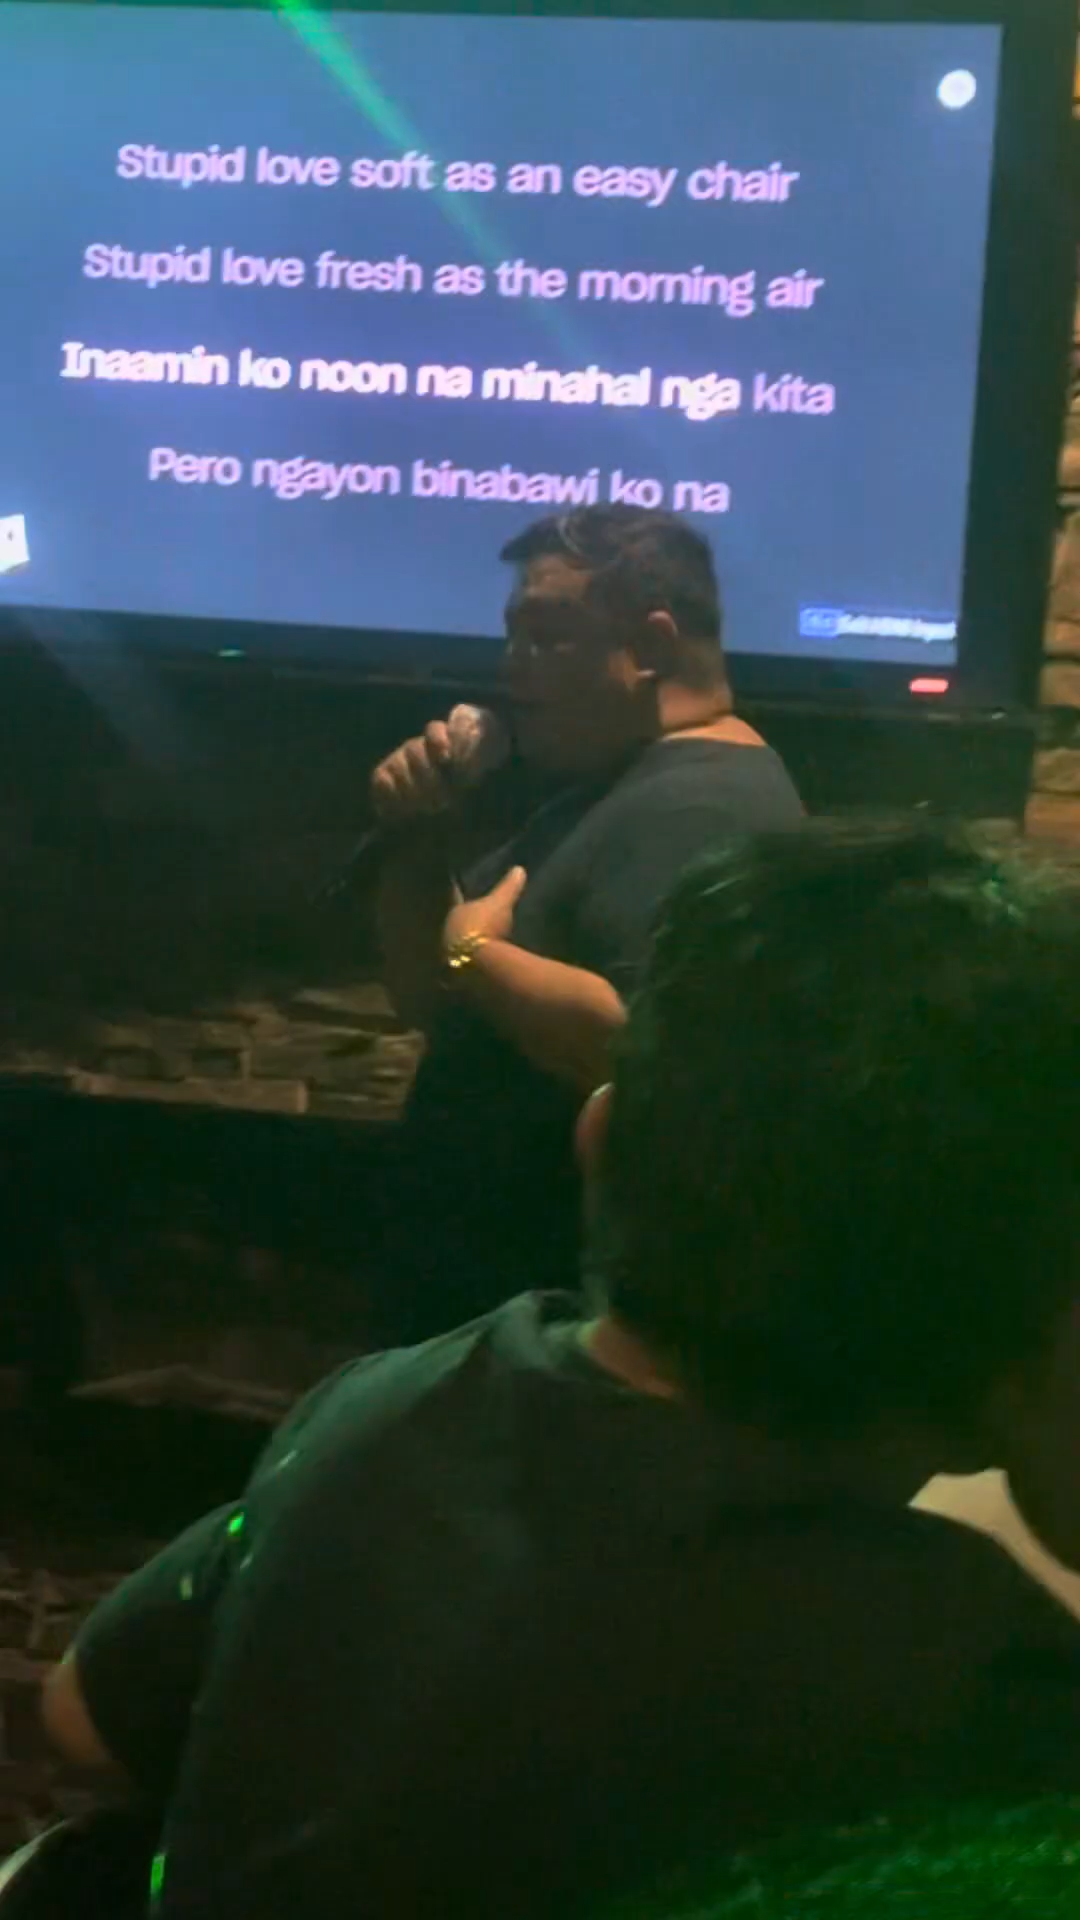 Stupid love soft as an easy chair
Stupid love fresh as the morning air
Inaamin ko noon na minahal nga kita
Pero ngayon binabawi ko na